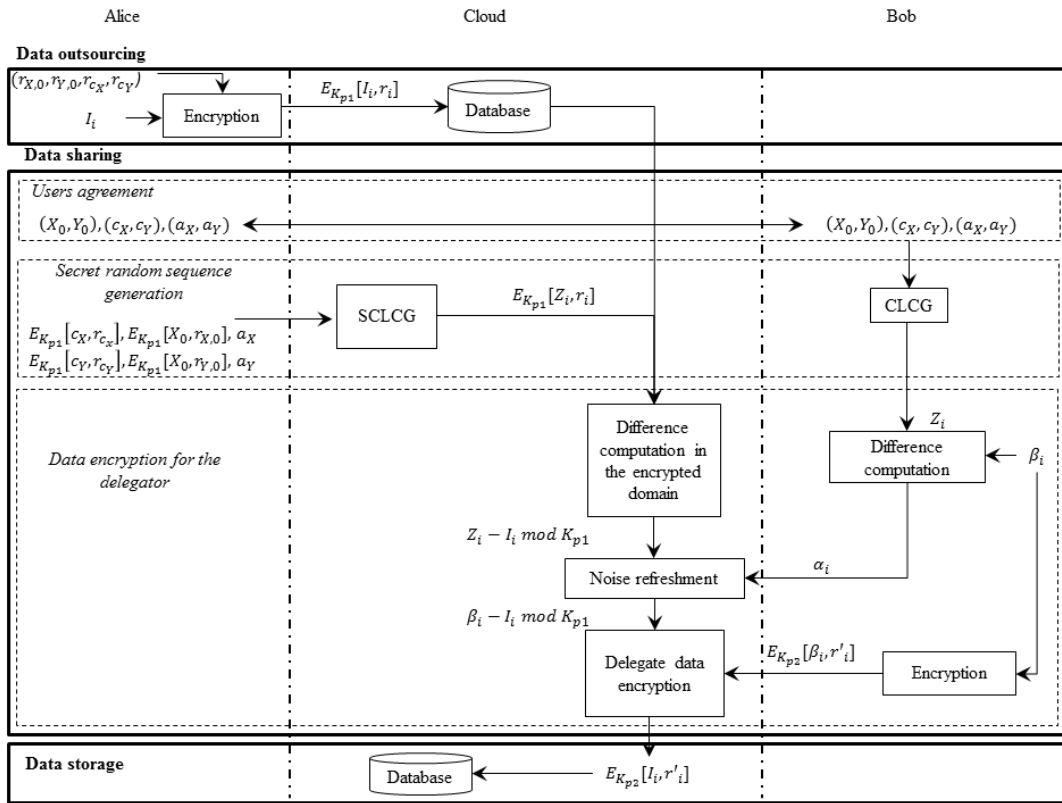 Alice Cloud Bob
Data outsourcing
(r_{X,0},r_{Y,0},r_{c_X},r_{c_Y})
I_i
Encryption
E_{K_{p1}}[I_i,r_i]
Database
Data sharing
Users agreement
(X_0,Y_0),(c_X,c_Y),(a_X,a_Y)
(X_0,Y_0),(c_X,c_Y),(a_X,a_Y)
Secret random sequence
generation
E_{K_{p1}}[c_X,r_{c_x}],E_{K_{p1}}[X_0,r_{X,0}], a_X
E_{K_{p1}}[c_Y,r_{c_Y}],E_{K_{p1}}[X_0,r_{Y,0}], a_Y
SCLCG
E_{K_{p1}}[Z_i,r_i]
CLCG
Data encryption for the
delegator
Difference
computation in
the encrypted
domain
Z_i
Difference
computation
β_i
Z_i − I_i mod K_{p1}
Noise refreshment
α_i
β_i − I_i mod K_{p1}
Delegate data
encryption
E_{K_{p2}}[β_i,r'_i]
Encryption
Data storage
Database
E_{K_{p2}}[I_i,r'_i]